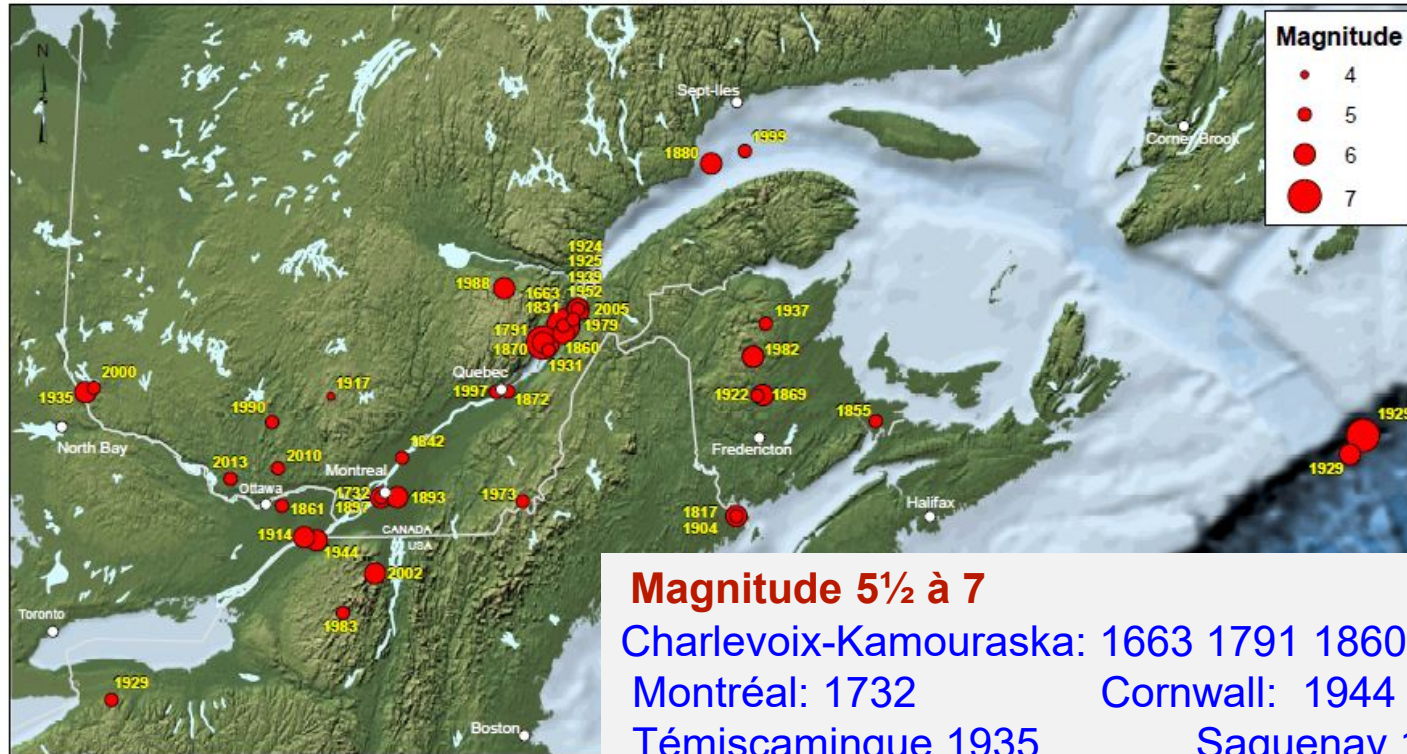 N
Magnitude
4
5
6
7
Sept-Iles
Corner Brook
1999
1880
1924
1925
1939
1663 1952
1988
1831
2005
1979
1791
1870
1860
1931
1937
1982
Quebec
1997
1872
1922
1869
1855
2000
1935
1917
1990
North Bay
Fredericton
1929
1929
1842
2010
Montreal
2013
Ottawa
1732
1893
1897
1861
1973
Halifax
1817
1904
1914
CANADA
USA
1944
2002
1983
Toronto
1929
Boston
Magnitude 5½ à 7
Charlevoix-Kamouraska: 1663 1791 1860
Montréal: 1732 Cornwall: 1944
Témiscamingue 1935 Saguenay